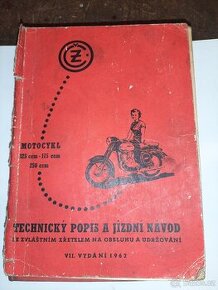 ČZ
MOTOCYKL
125 ccm - 175 ccm
250 ccm
TECHNICKÝ POPIS A JÍZDNÍ NÁVOD
SE ZVLÁŠTNÍM ZŘETELEM NA OBSLUHU A UDRŽOVÁNÍ
VII. VYDÁNÍ 1962